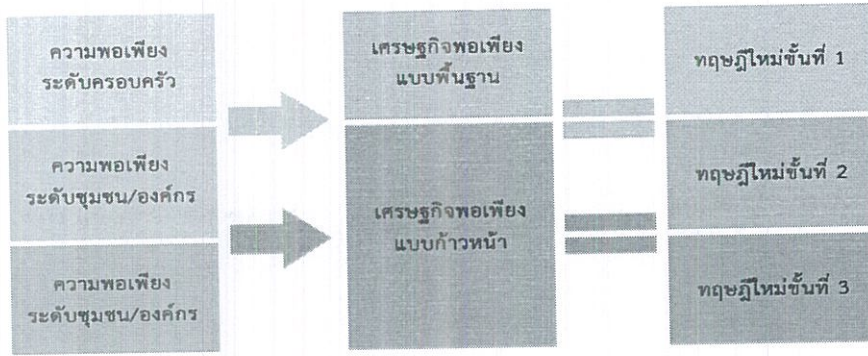 ความพอเพียง
ระดับครอบครัว
ความพอเพียง
ระดับชุมชน/องค์กร
ความพอเพียง
ระดับชุมชน/องค์กร
เศรษฐกิจพอเพียง
แบบพื้นฐาน
เศรษฐกิจพอเพียง
แบบก้าวหน้า
ทฤษฎีใหม่ขั้นที่ 1
ทฤษฎีใหม่ขั้นที่ 2
ทฤษฎีใหม่ขั้นที่ 3